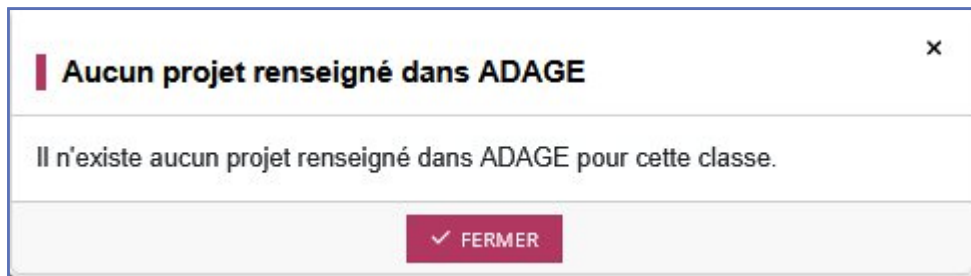 Aucun projet renseigné dans ADAGE
Il n'existe aucun projet renseigné dans ADAGE pour cette classe.
FERMER